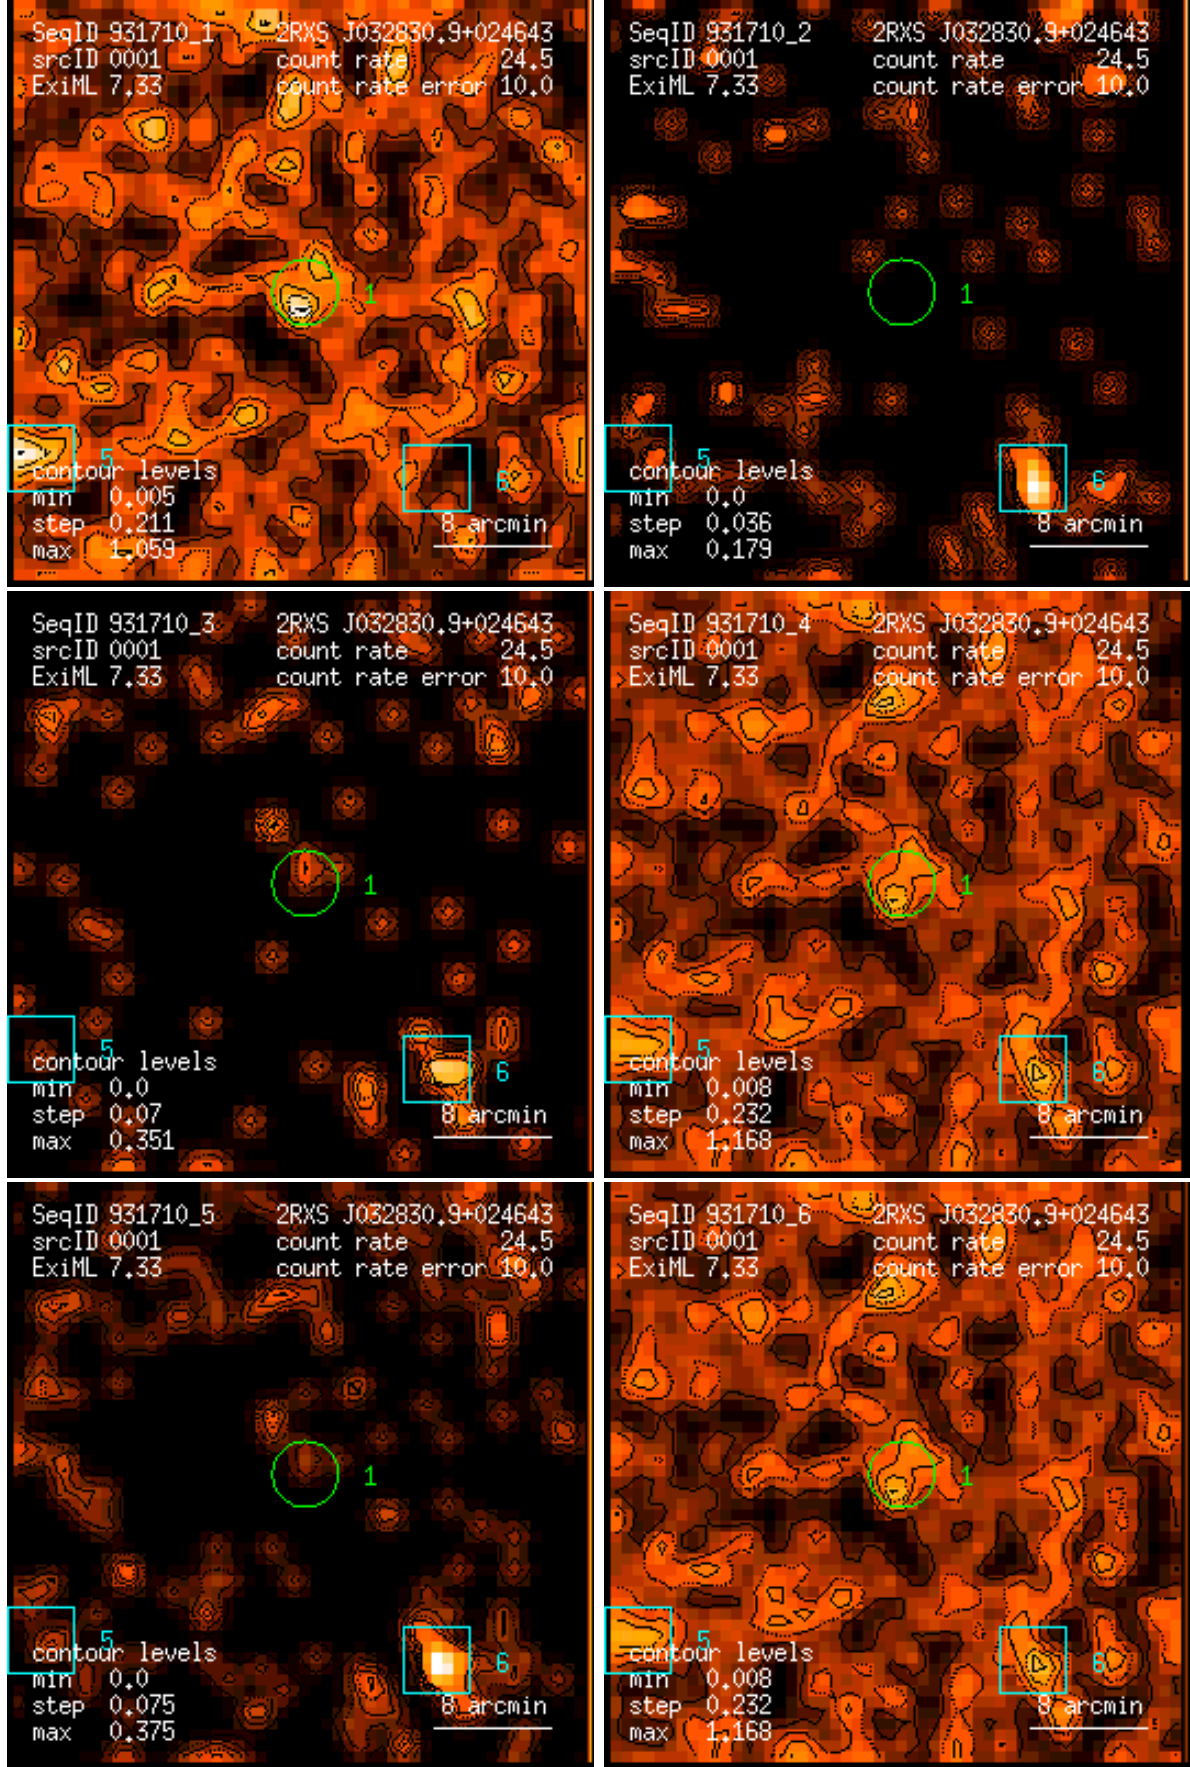 SeqID 931710_1 2RXS J032830.9+024643
srcID 0001 count rate 24.5
ExiML 7.33 count rate error 10.0
1
5
contour levels 6
min 0.005
step 0.211 8 arcmin
max 1.059
SeqID 931710_2 2RXS J032830.9+024643
srcID 0001 count rate 24.5
ExiML 7.33 count rate error 10.0
1
5
contour levels 6
min 0.0
step 0.036 8 arcmin
max 0.179
SeqID 931710_3 2RXS J032830.9+024643
srcID 0001 count rate 24.5
ExiML 7.33 count rate error 10.0
1
5
contour levels 6
min 0.0
step 0.07 8 arcmin
max 0.351
SeqID 931710_4 2RXS J032830.9+024643
srcID 0001 count rate 24.5
ExiML 7.33 count rate error 10.0
1
5
contour levels 6
min 0.008
step 0.232 8 arcmin
max 1.168
SeqID 931710_5 2RXS J032830.9+024643
srcID 0001 count rate 24.5
ExiML 7.33 count rate error 10.0
1
5
contour levels 6
min 0.0
step 0.075 8 arcmin
max 0.375
SeqID 931710_6 2RXS J032830.9+024643
srcID 0001 count rate 24.5
ExiML 7.33 count rate error 10.0
1
5
contour levels 6
min 0.008
step 0.232 8 arcmin
max 1.168